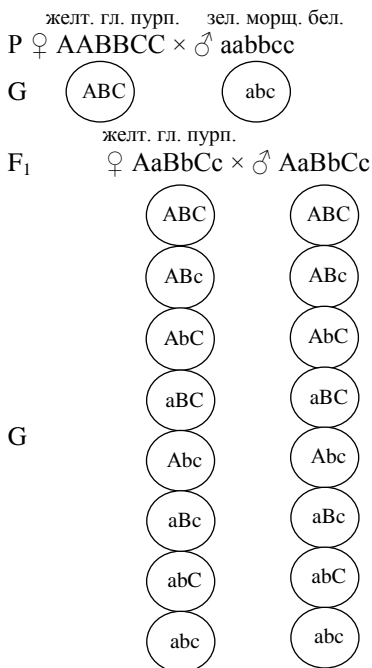 желт. гл. пурп. зел. морщ. бел.
P ♀ AABBCC × ♂ aabbcc
G ABC abc
желт. гл. пурп.
F₁ ♀ AaBbCc × ♂ AaBbCc
ABC ABC
ABc ABc
AbC AbC
aBC aBC
G
Abc Abc
aBc aBc
abC abC
abc abc